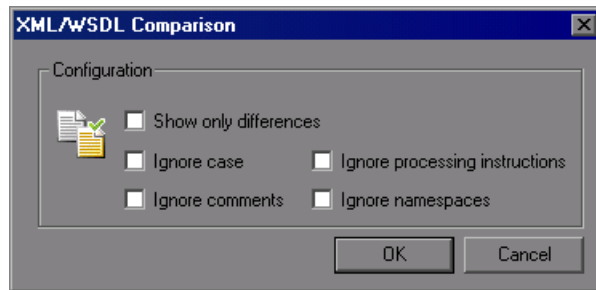 XML/WSDL Comparison
Configuration
Show only differences
Ignore case Ignore processing instructions
Ignore comments Ignore namespaces
OK Cancel